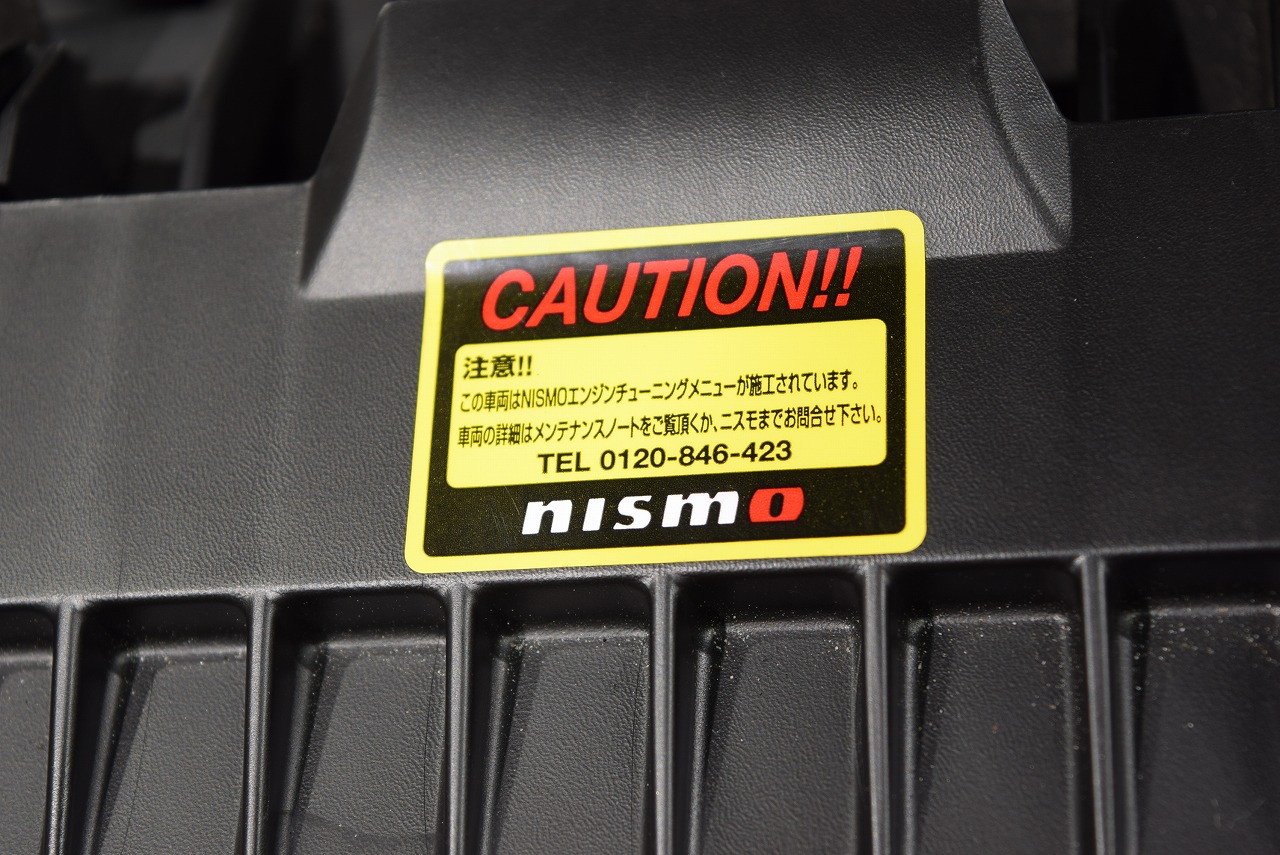 CAUTION!!
注意!!
この車両はNISMOエンジンチューニングメニューが施工されています。
車両の詳細はメンテナンスノートをご覧頂くか、ニスモまでお問合せ下さい。
TEL 0120-846-423
nismo